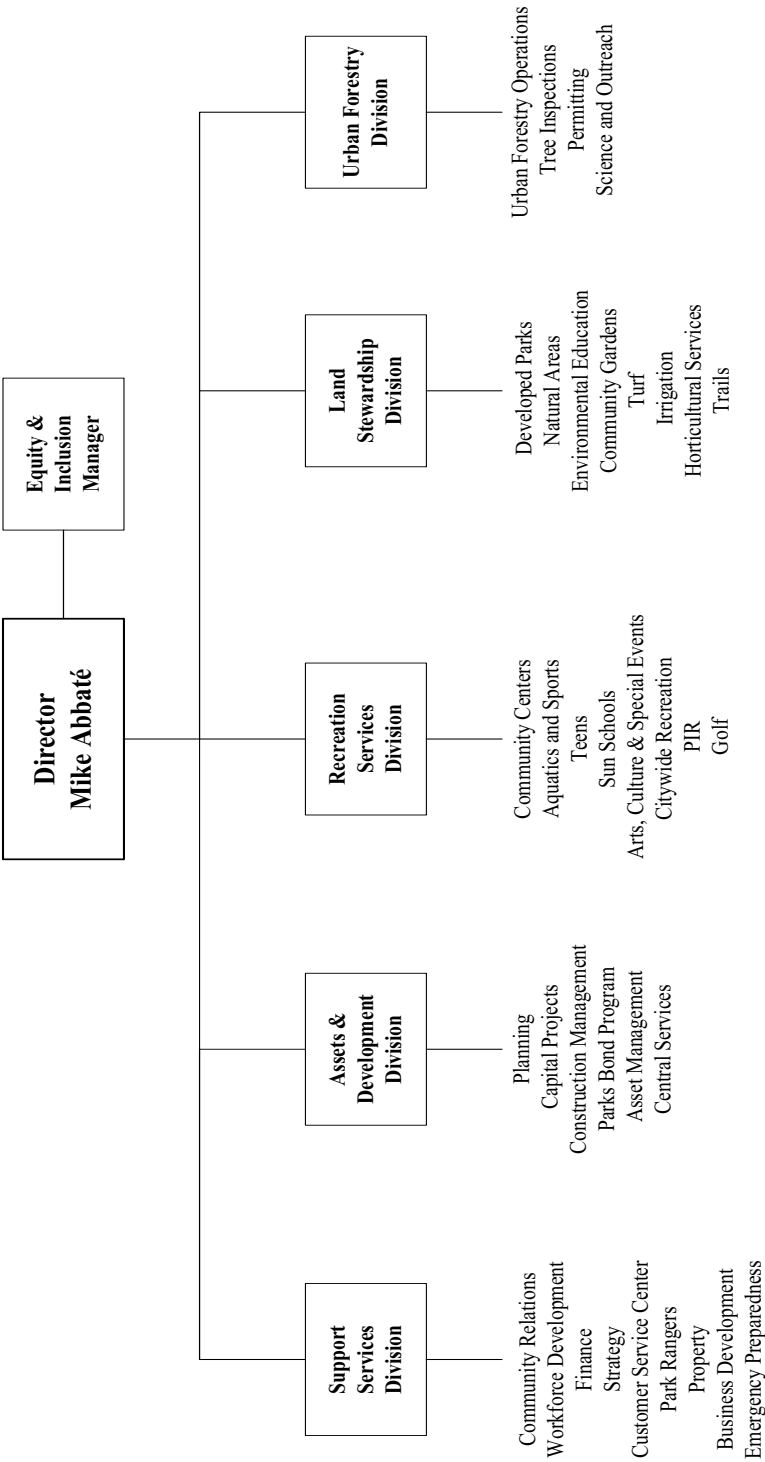 Director
Mike Abbaté
Equity &
Inclusion
Manager
Support
Services
Division
Community Relations
Workforce Development
Finance
Strategy
Customer Service Center
Park Rangers
Property
Business Development
Emergency Preparedness
Assets &
Development
Division
Planning
Capital Projects
Construction Management
Parks Bond Program
Asset Management
Central Services
Recreation
Services
Division
Community Centers
Aquatics and Sports
Teens
Sun Schools
Arts, Culture & Special Events
Citywide Recreation
PIR
Golf
Land
Stewardship
Division
Developed Parks
Natural Areas
Environmental Education
Community Gardens
Turf
Irrigation
Horticultural Services
Trails
Urban Forestry
Division
Urban Forestry Operations
Tree Inspections
Permitting
Science and Outreach